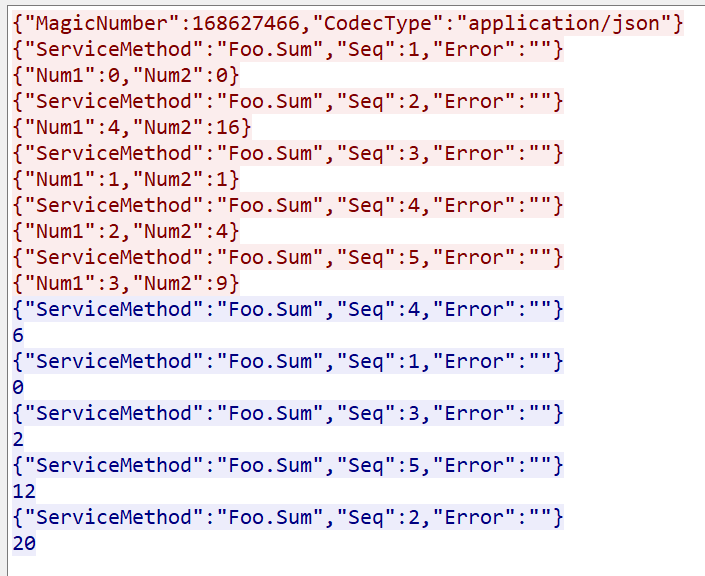 {"MagicNumber":168627466,"CodecType":"application/json"}
{"ServiceMethod":"Foo.Sum","Seq":1,"Error":""}
{"Num1":0,"Num2":0}
{"ServiceMethod":"Foo.Sum","Seq":2,"Error":""}
{"Num1":4,"Num2":16}
{"ServiceMethod":"Foo.Sum","Seq":3,"Error":""}
{"Num1":1,"Num2":1}
{"ServiceMethod":"Foo.Sum","Seq":4,"Error":""}
{"Num1":2,"Num2":4}
{"ServiceMethod":"Foo.Sum","Seq":5,"Error":""}
{"Num1":3,"Num2":9}
{"ServiceMethod":"Foo.Sum","Seq":4,"Error":""}
6
{"ServiceMethod":"Foo.Sum","Seq":1,"Error":""}
0
{"ServiceMethod":"Foo.Sum","Seq":3,"Error":""}
2
{"ServiceMethod":"Foo.Sum","Seq":5,"Error":""}
12
{"ServiceMethod":"Foo.Sum","Seq":2,"Error":""}
20